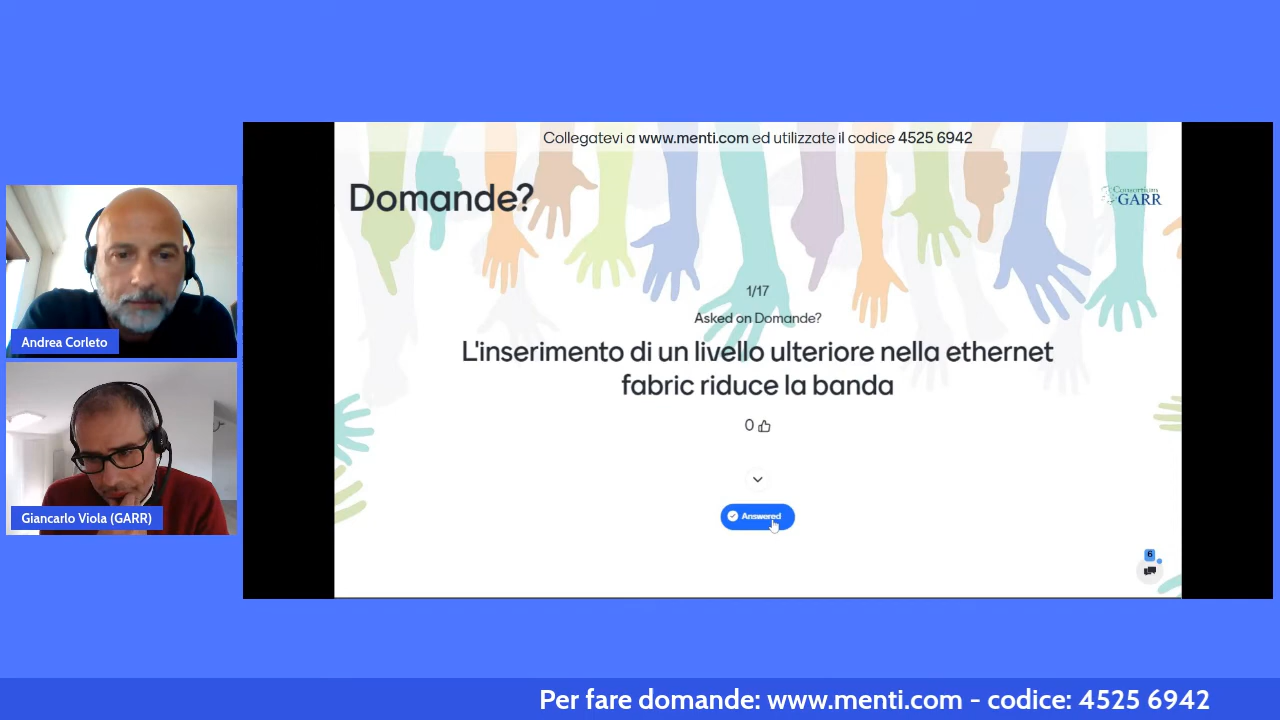 Collegatevi a www.menti.com ed utilizzate il codice 4525 6942
Domande?
Consortium
GARR
1/17
Asked on Domande?
L'inserimento di un livello ulteriore nella ethernet
fabric riduce la banda
0
Answered
6
Andrea Corleto
Giancarlo Viola (GARR)
Per fare domande: www.menti.com - codice: 4525 6942